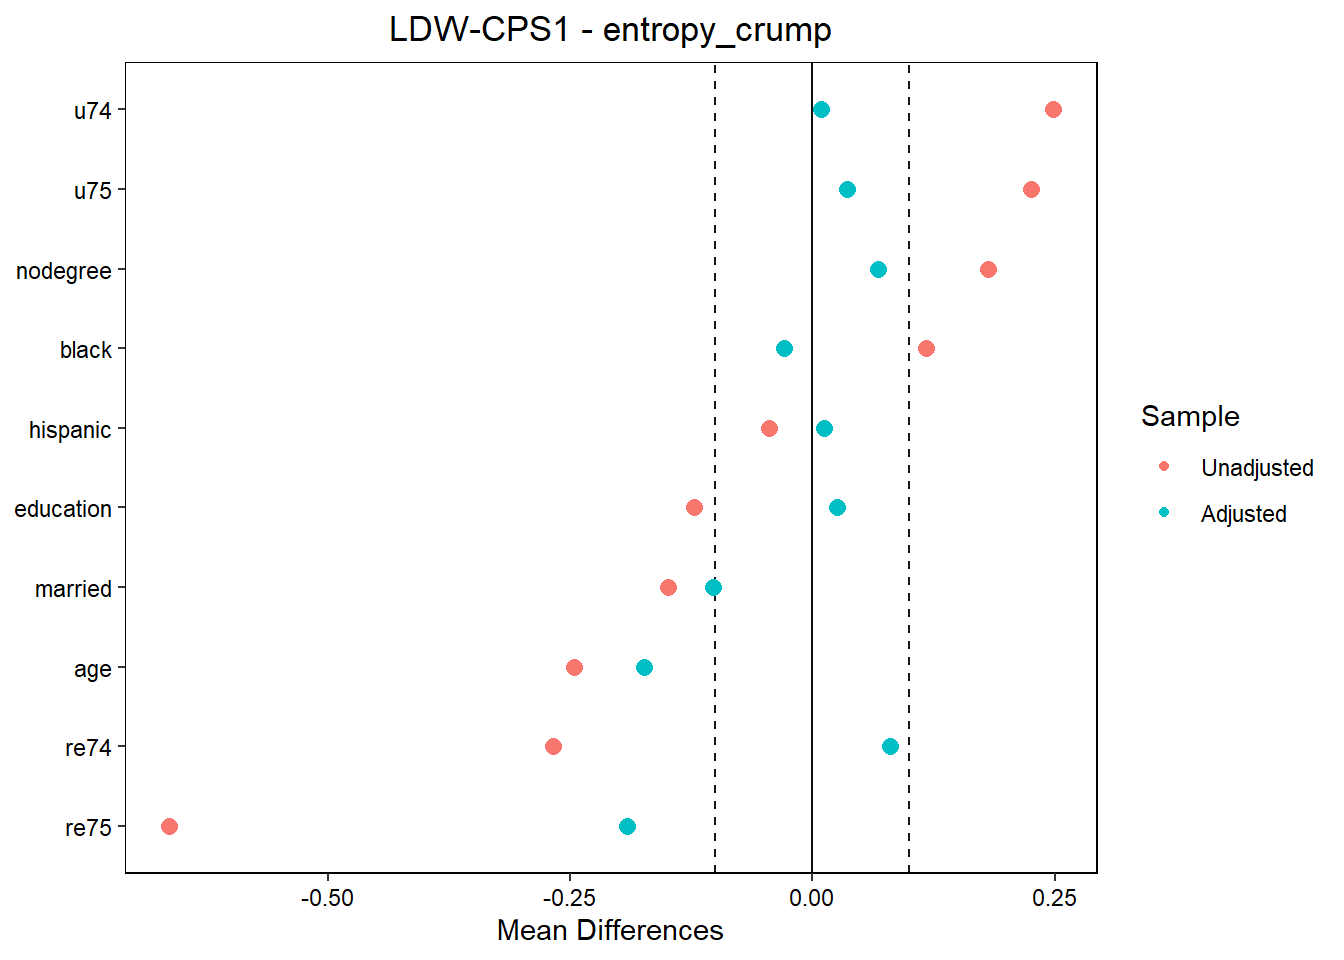 LDW-CPS1 - entropy_crump
u74
u75
nodegree
black
hispanic
education
married
age
re74
re75
-0.50 -0.25 0.00 0.25
Mean Differences
Sample
Unadjusted
Adjusted